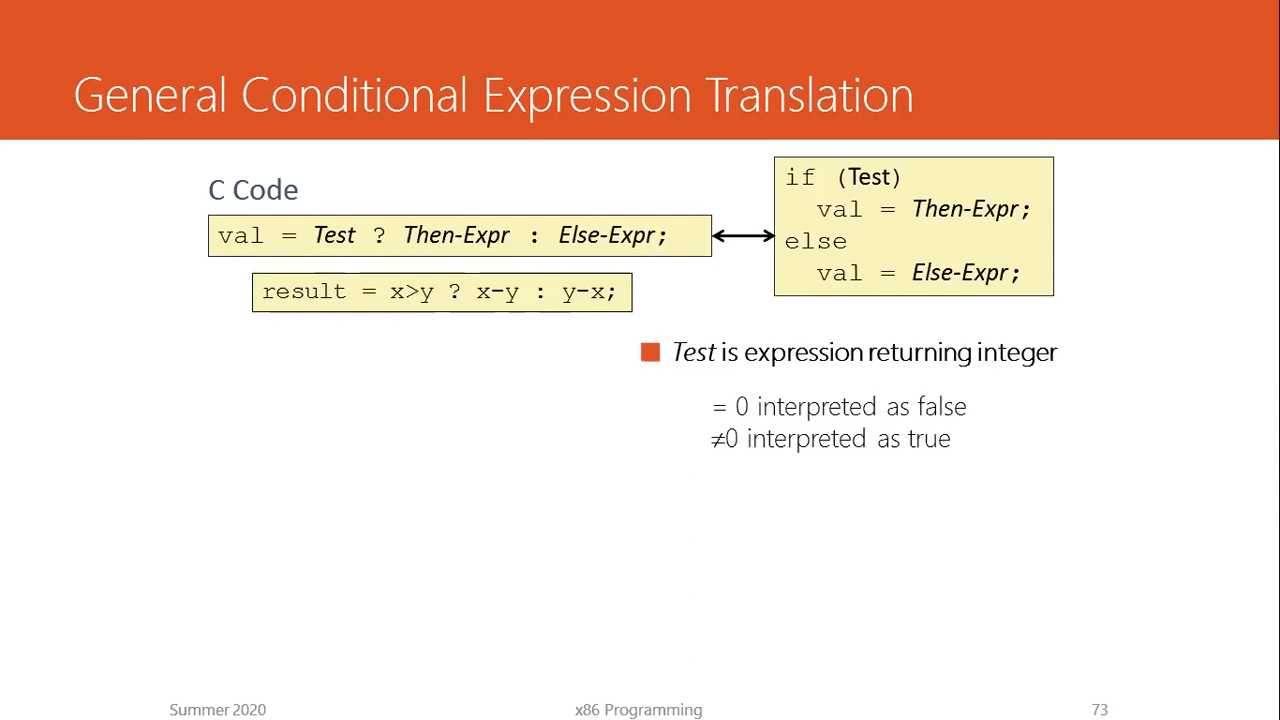 General Conditional Expression Translation
C Code
val = Test ? Then-Expr : Else-Expr;
result = x>y ? x-y : y-x;
if (Test)
val = Then-Expr;
else
val = Else-Expr;
Test is expression returning integer
= 0 interpreted as false
≠0 interpreted as true
Summer 2020
x86 Programming
73